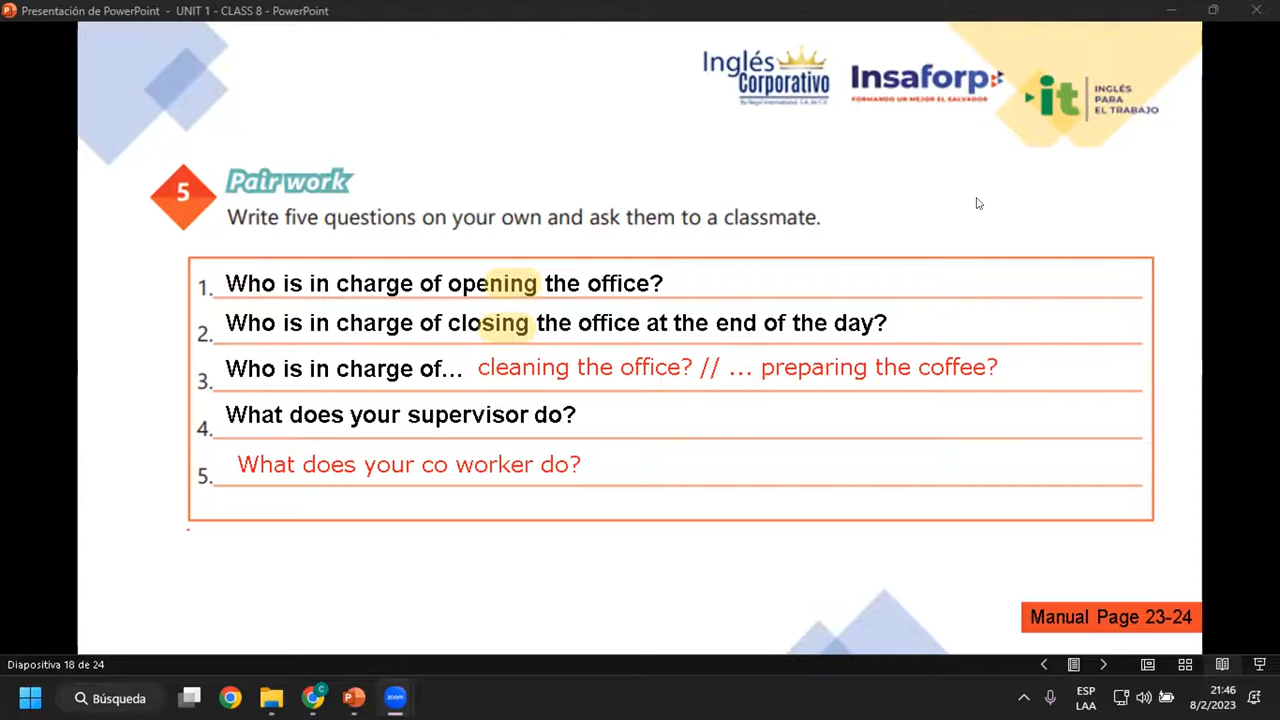 Presentación de PowerPoint - UNIT 1 - CLASS 8 - PowerPoint
Inglés
Corporativo
Insaforp
FORMANDO UN MEJOR EL SALVADOR
it
INGLÉS
PARA
EL TRABAJO
5
Pair work
Write five questions on your own and ask them to a classmate.
1. Who is in charge of opening the office?
2. Who is in charge of closing the office at the end of the day?
3. Who is in charge of... cleaning the office? // ... preparing the coffee?
4. What does your supervisor do?
5. What does your co worker do?
Manual Page 23-24
Diapositiva 18 de 24
Búsqueda
zoom
ESP
LAA
21:46
8/2/2023